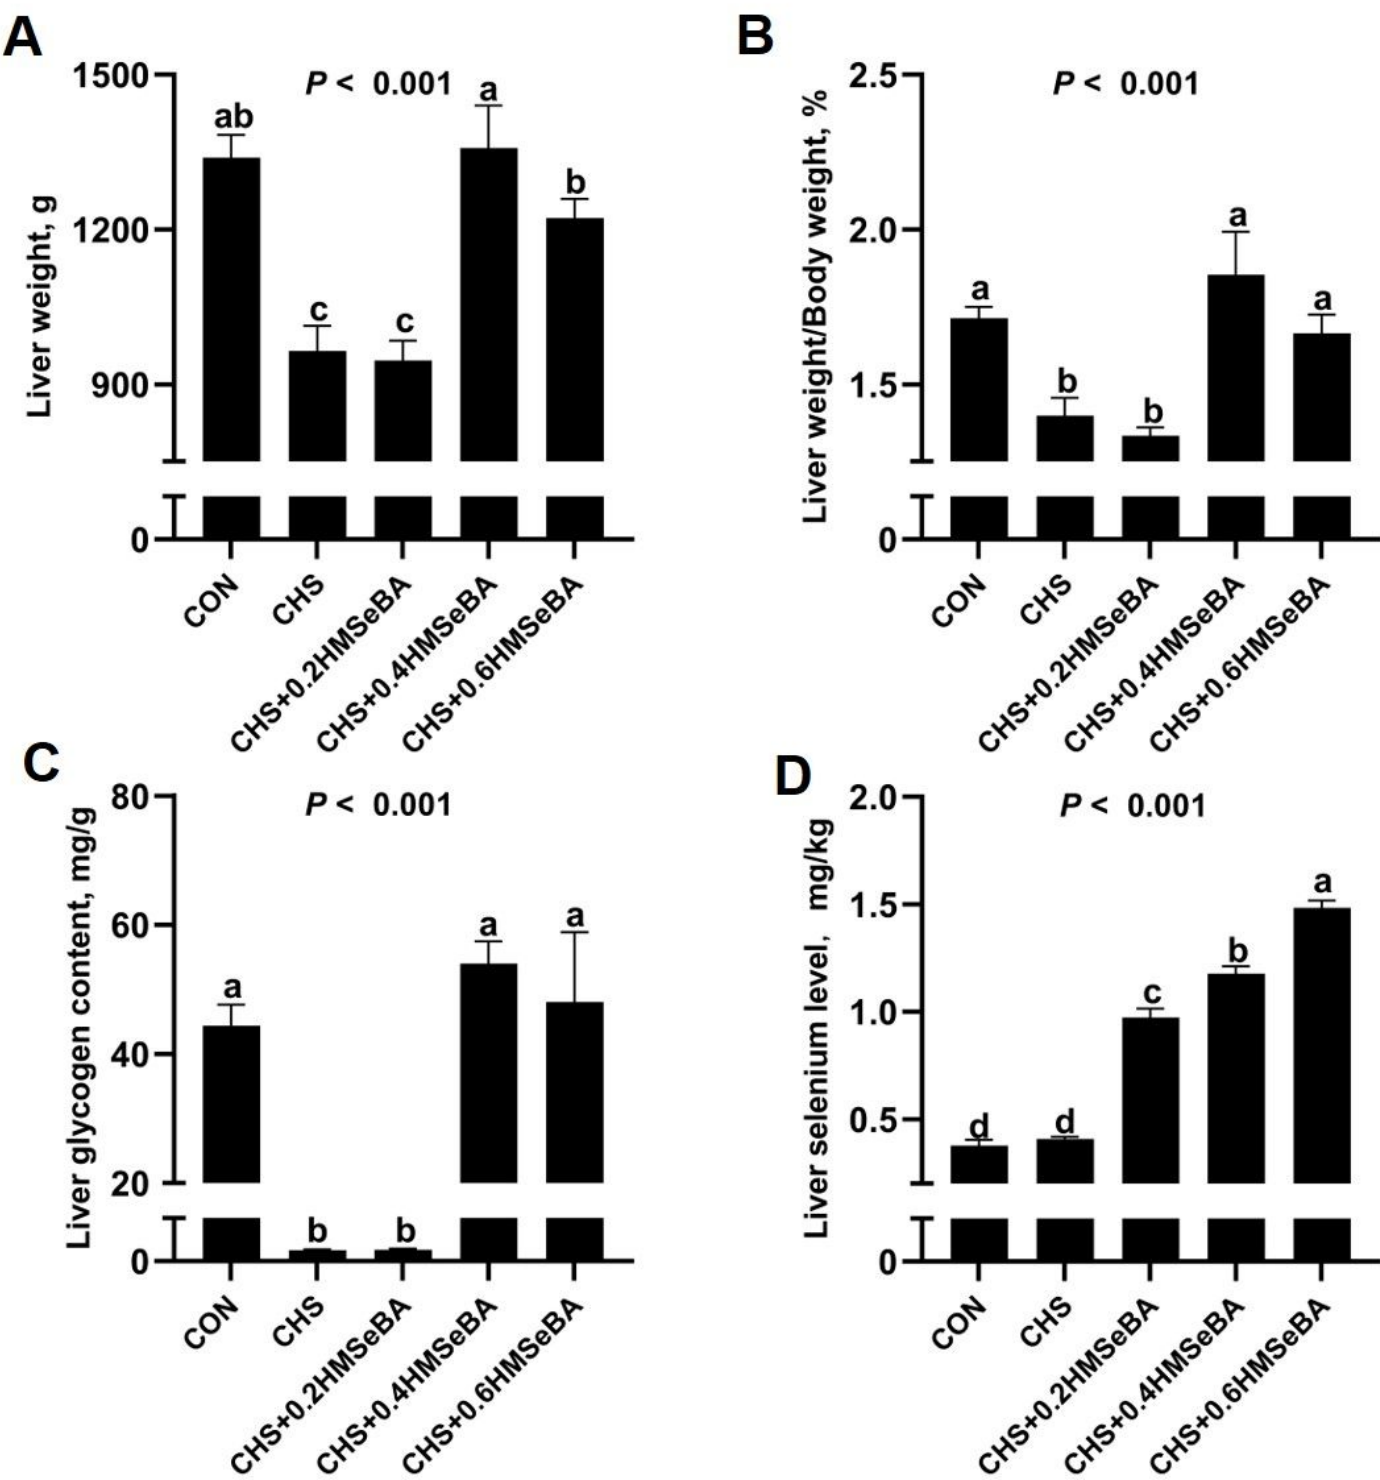 A
Liver weight, g
P < 0.001
1500
1200
900
0
ab
c
c
a
b
CON
CHS
CHS+0.2HMSeBA
CHS+0.4HMSeBA
CHS+0.6HMSeBA
B
Liver weight/Body weight, %
P < 0.001
2.5
2.0
1.5
0
a
b
b
a
a
CON
CHS
CHS+0.2HMSeBA
CHS+0.4HMSeBA
CHS+0.6HMSeBA
C
Liver glycogen content, mg/g
P < 0.001
80
60
40
20
0
a
b
b
a
a
CON
CHS
CHS+0.2HMSeBA
CHS+0.4HMSeBA
CHS+0.6HMSeBA
D
Liver selenium level, mg/kg
P < 0.001
2.0
1.5
1.0
0.5
0
d
d
c
b
a
CON
CHS
CHS+0.2HMSeBA
CHS+0.4HMSeBA
CHS+0.6HMSeBA